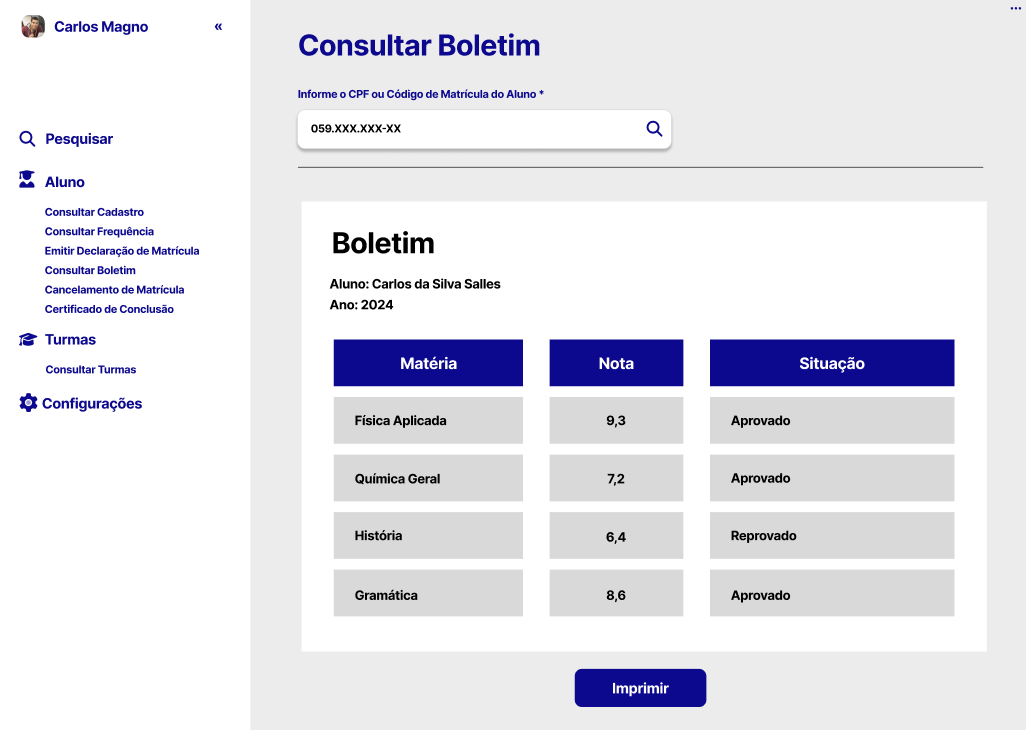 Carlos Magno «
Pesquisar
Aluno
Consultar Cadastro
Consultar Frequência
Emitir Declaração de Matrícula
Consultar Boletim
Cancelamento de Matrícula
Certificado de Conclusão
Turmas
Consultar Turmas
Configurações
Consultar Boletim
Informe o CPF ou Código de Matrícula do Aluno *
059.XXX.XXX-XX
Boletim
Aluno: Carlos da Silva Salles
Ano: 2024
Matéria Nota Situação
Física Aplicada 9,3 Aprovado
Química Geral 7,2 Aprovado
História 6,4 Reprovado
Gramática 8,6 Aprovado
Imprimir